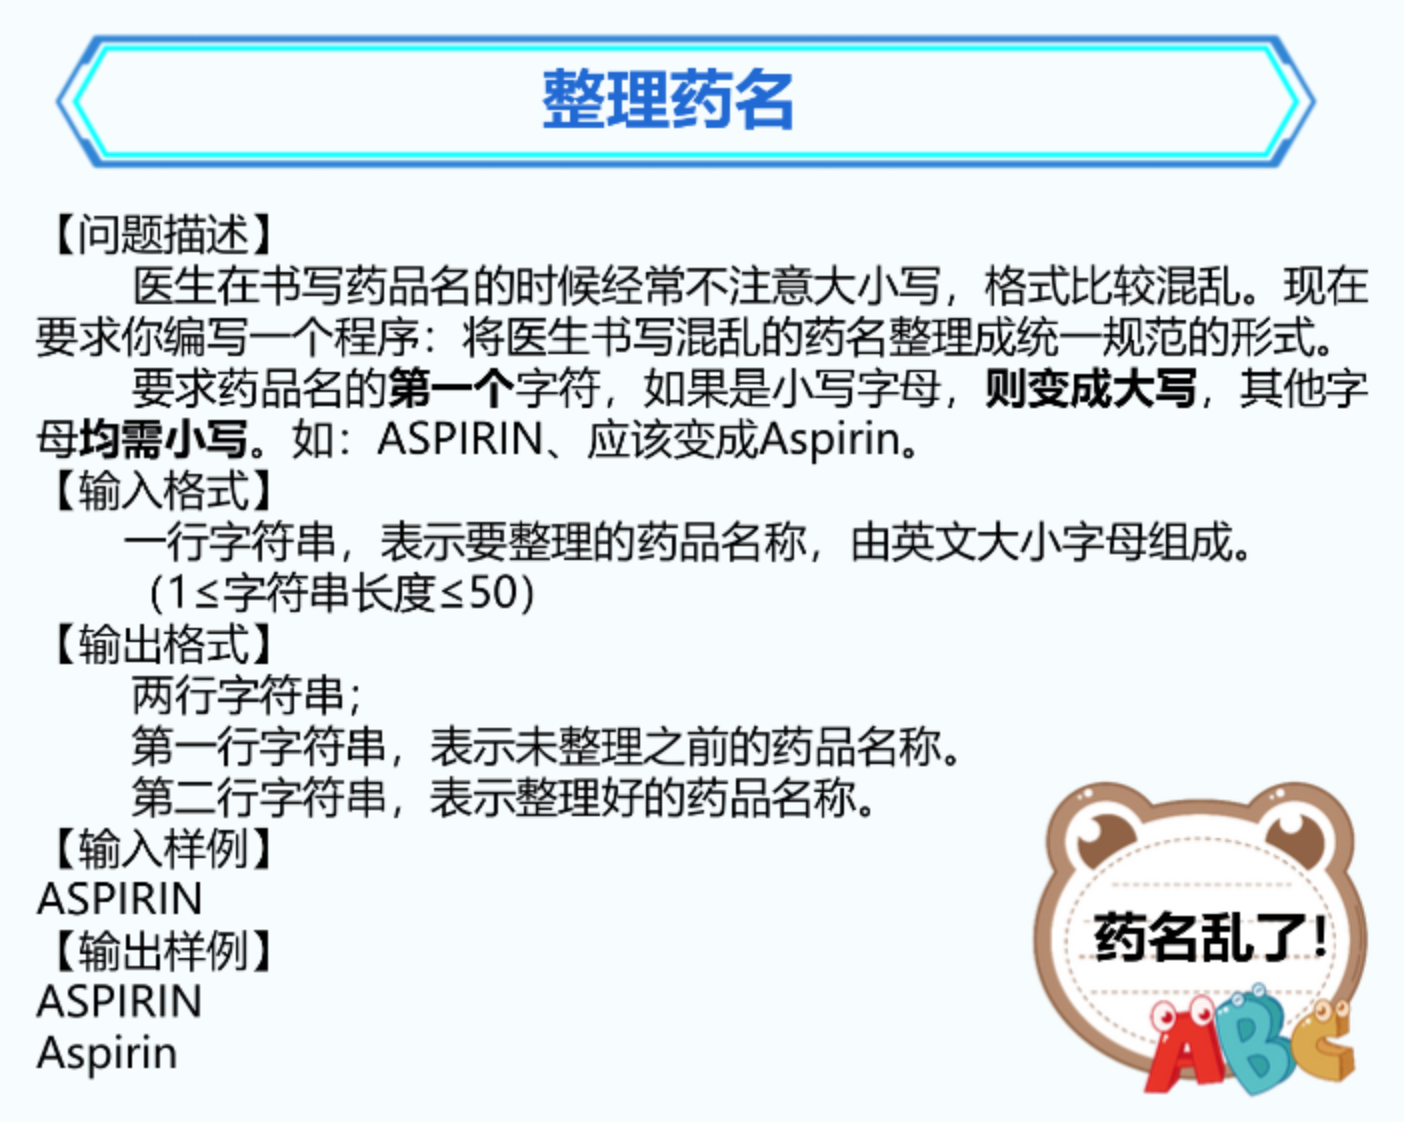 整理药名
【问题描述】
医生在书写药品名的时候经常不注意大小写，格式比较混乱。现在
要求你编写一个程序：将医生书写混乱的药名整理成统一规范的形式。
要求药品名的第一个字符，如果是小写字母，则变成大写，其他字
母均需小写。如：ASPIRIN、应该变成Aspirin。
【输入格式】
一行字符串，表示要整理的药品名称，由英文大小字母组成。
（1≤字符串长度≤50）
【输出格式】
两行字符串；
第一行字符串，表示未整理之前的药品名称。
第二行字符串，表示整理好的药品名称。
【输入样例】
ASPIRIN
【输出样例】
ASPIRIN
Aspirin
药名乱了！
ABC